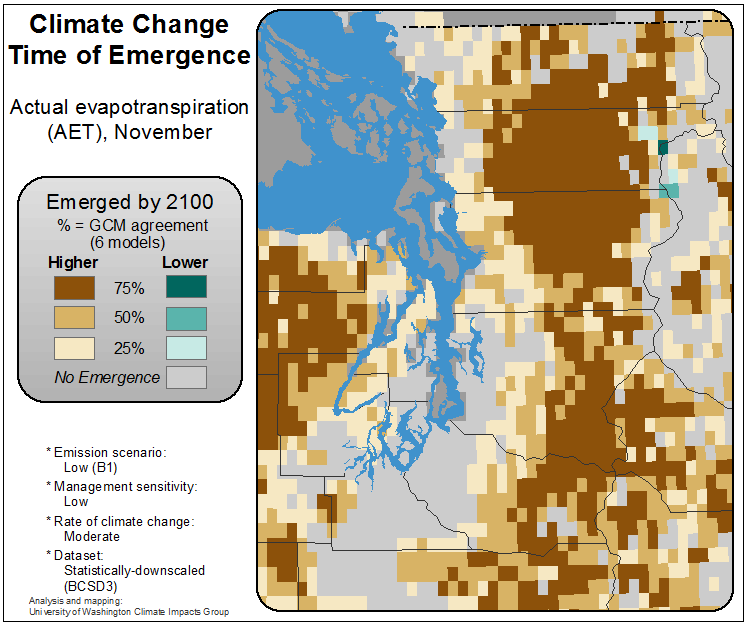 Climate Change
Time of Emergence
Actual evapotranspiration
(AET), November
Emerged by 2100
% = GCM agreement
(6 models)
Higher Lower
75%
50%
25%
No Emergence
* Emission scenario:
Low (B1)
* Management sensitivity:
Low
* Rate of climate change:
Moderate
* Dataset:
Statistically-downscaled
(BCSD3)
Analysis and mapping:
University of Washington Climate Impacts Group